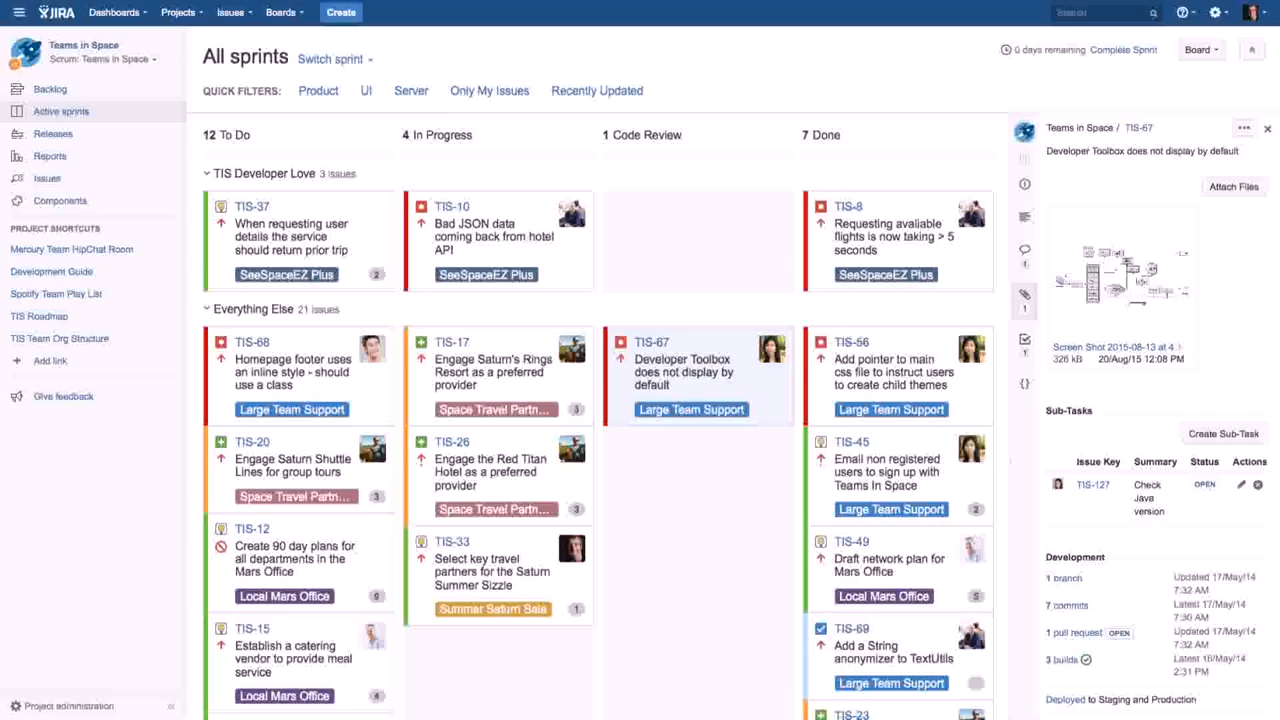 JIRA Dashboards Projects Issues Boards Create Search
Teams in Space
Scrum: Teams in Space
Backlog
Active sprints
Releases
Reports
Issues
Components
PROJECT SHORTCUTS
Mercury Team HipChat Room
Development Guide
Spotify Team Play List
TIS Roadmap
TIS Team Org Structure
+ Add link
Give feedback
Project administration
All sprints Switch sprint
0 days remaining Complete Sprint Board
QUICK FILTERS: Product UI Server Only My Issues Recently Updated
12 To Do 4 In Progress 1 Code Review 7 Done
TIS Developer Love 3 issues
TIS-37
When requesting user
details the service
should return prior trip
SeeSpaceEZ Plus 2
TIS-10
Bad JSON data
coming back from hotel
API
SeeSpaceEZ Plus
TIS-8
Requesting available
flights is now taking > 5
seconds
SeeSpaceEZ Plus
Everything Else 21 issues
TIS-68
Homepage footer uses
an inline style - should
use a class
Large Team Support
TIS-20
Engage Saturn Shuttle
Lines for group tours
Space Travel Partn... 3
TIS-12
Create 90 day plans for
all departments in the
Mars Office
Local Mars Office 9
TIS-15
Establish a catering
vendor to provide meal
service
Local Mars Office 4
TIS-17
Engage Saturn's Rings
Resort as a preferred
provider
Space Travel Partn... 3
TIS-26
Engage the Red Titan
Hotel as a preferred
provider
Space Travel Partn... 3
TIS-33
Select key travel
partners for the Saturn
Summer Sizzle
Summer Saturn Sale 1
TIS-67
Developer Toolbox
does not display by
default
Large Team Support
TIS-56
Add pointer to main
css file to instruct users
to create child themes
Large Team Support
TIS-45
Email non registered
users to sign up with
Teams In Space
Large Team Support 2
TIS-49
Draft network plan for
Mars Office
Local Mars Office
TIS-69
Add a String
anonymizer to TextUtils
Large Team Support
TIS-23
Teams in Space / TIS-67
Developer Toolbox does not display by default
Attach Files
1
1
1
Screen Shot 2015-08-13 at 4.
326 kB 20/Aug/15 12:08 PM
Sub-Tasks
Create Sub-Task
Issue Key Summary Status Actions
TIS-127 Check OPEN
Java
version
Development
1 branch Updated 17/May/14
7:32 AM
7 commits Latest 17/May/14
7:30 AM
1 pull request OPEN Updated 17/May/14
7:32 AM
3 builds Latest 16/May/14
2:31 PM
Deployed to Staging and Production